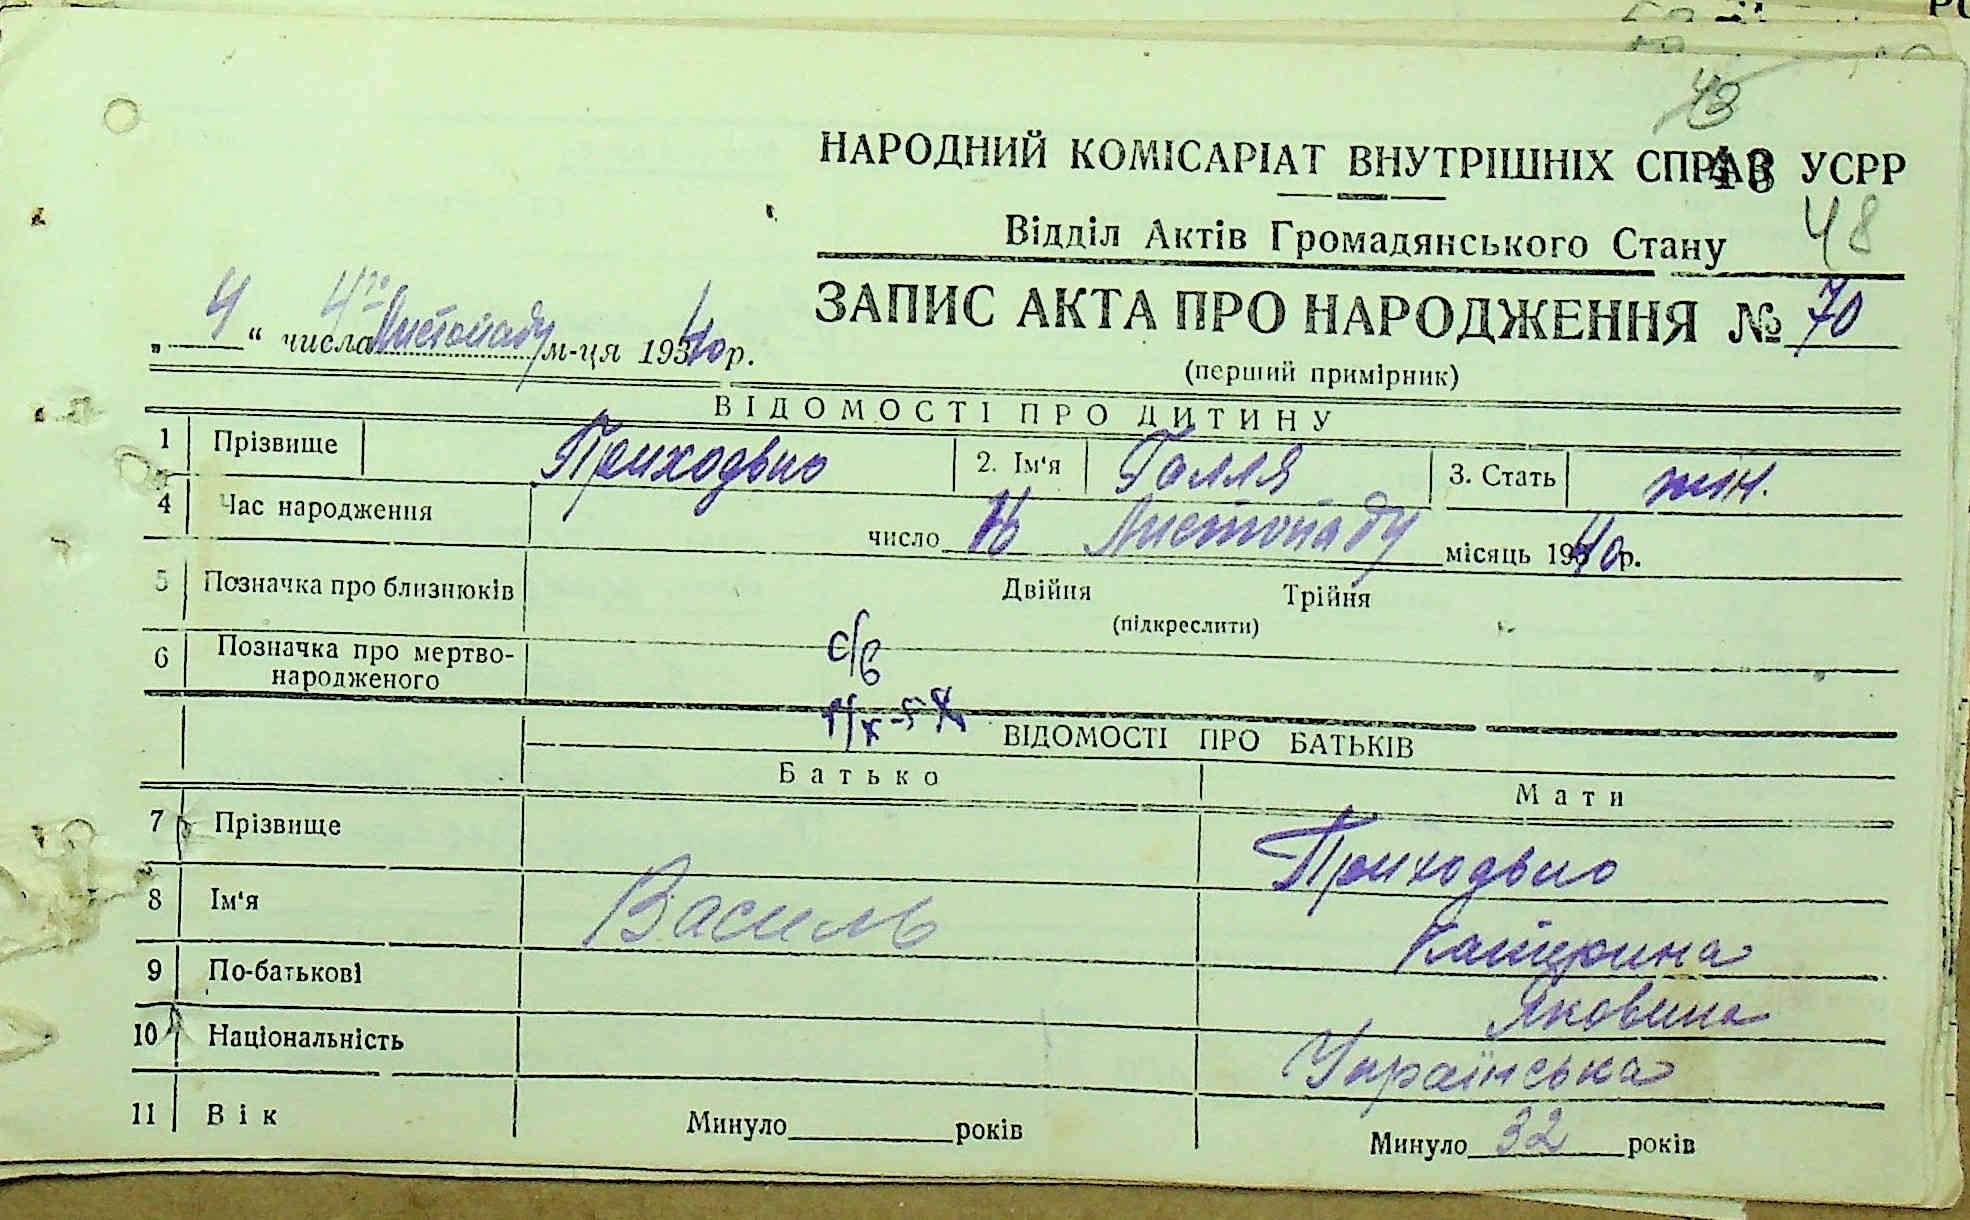 43
НАРОДНИЙ КОМІСАРІАТ ВНУТРІШНІХ СПРАВ УСРР
Відділ Актів Громадянського Стану 48
ЗАПИС АКТА ПРО НАРОДЖЕННЯ № 70
(перший примірник)
„ 4 “ числа Листопаду м-ця 1940 р.
ВІДОМОСТІ ПРО ДИТИНУ
1 Прізвище Приходько 2. Ім'я Галля 3. Стать жін.
4 Час народження число Листопаду місяць 1940 р.
5 Позначка про близнюків Двійня Трійня
(підкреслити)
6 Позначка про мертво-
народженого
с/в
ВІДОМОСТІ ПРО БАТЬКІВ
Батько Мати
7 Прізвище Приходько
8 Ім'я Василь Катерина
9 По-батькові Яковина
10 Національність Українська
11 Вік Минуло років Минуло 32 років